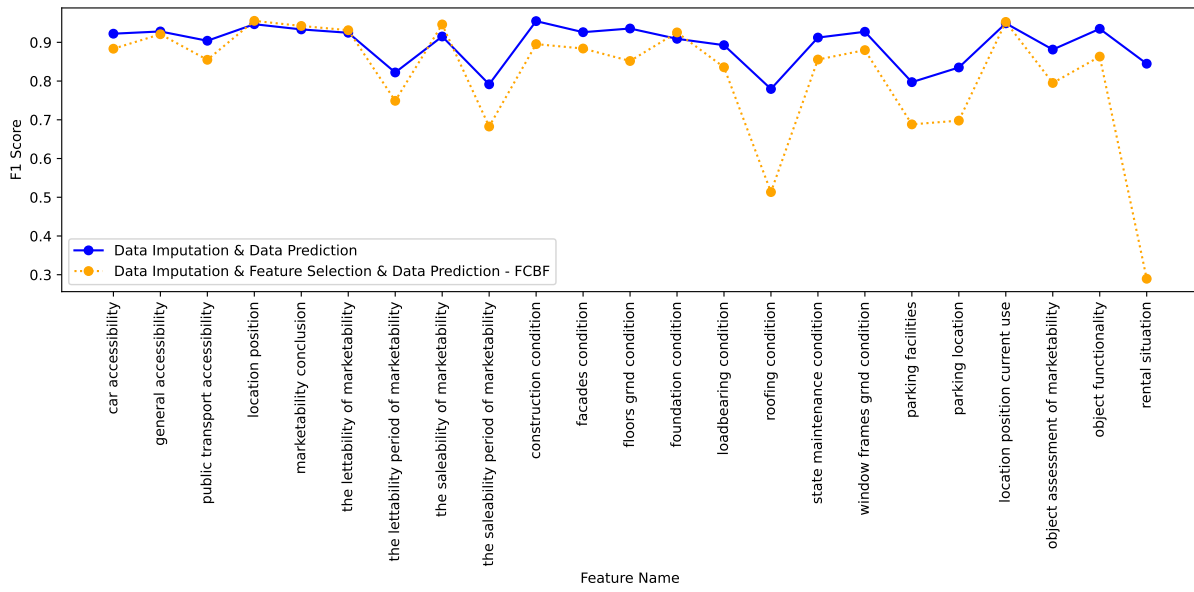 0.9
0.8
0.7
0.6
0.5
0.4
0.3
F1 Score
Data Imputation & Data Prediction
Data Imputation & Feature Selection & Data Prediction - FCBF
car accessibility
general accessibility
public transport accessibility
location position
marketability conclusion
the lettability of marketability
the lettability period of marketability
the saleability of marketability
the saleability period of marketability
construction condition
facades condition
floors grnd condition
foundation condition
loadbearing condition
roofing condition
state maintenance condition
window frames grnd condition
parking facilities
parking location
location position current use
object assessment of marketability
object functionality
rental situation
Feature Name